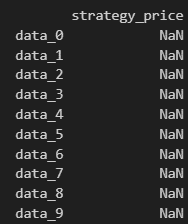 strategy_price
data_0 NaN
data_1 NaN
data_2 NaN
data_3 NaN
data_4 NaN
data_5 NaN
data_6 NaN
data_7 NaN
data_8 NaN
data_9 NaN